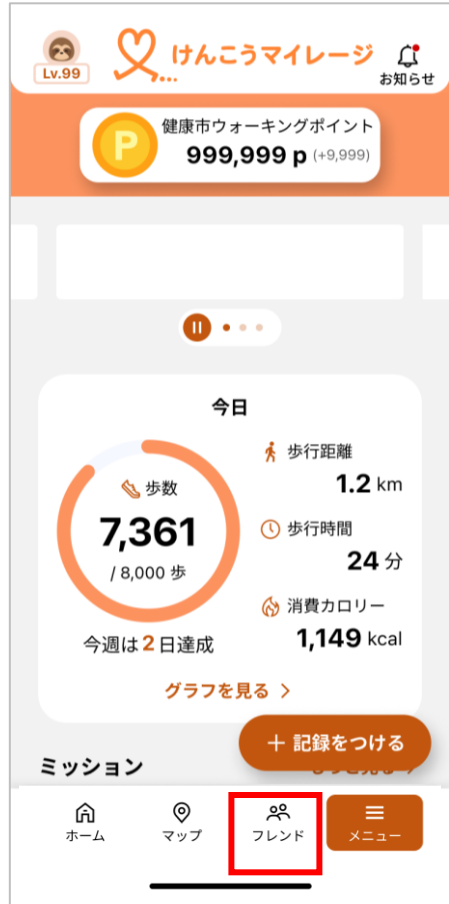 Lv.99
けんこうマイレージ
お知らせ
P
健康市ウォーキングポイント
999,999 p (+9,999)
今日
歩数
7,361
/ 8,000 歩
今週は2日達成
歩行距離
1.2 km
歩行時間
24 分
消費カロリー
1,149 kcal
グラフを見る
ミッション
+ 記録をつける
ホーム
マップ
フレンド
メニュー